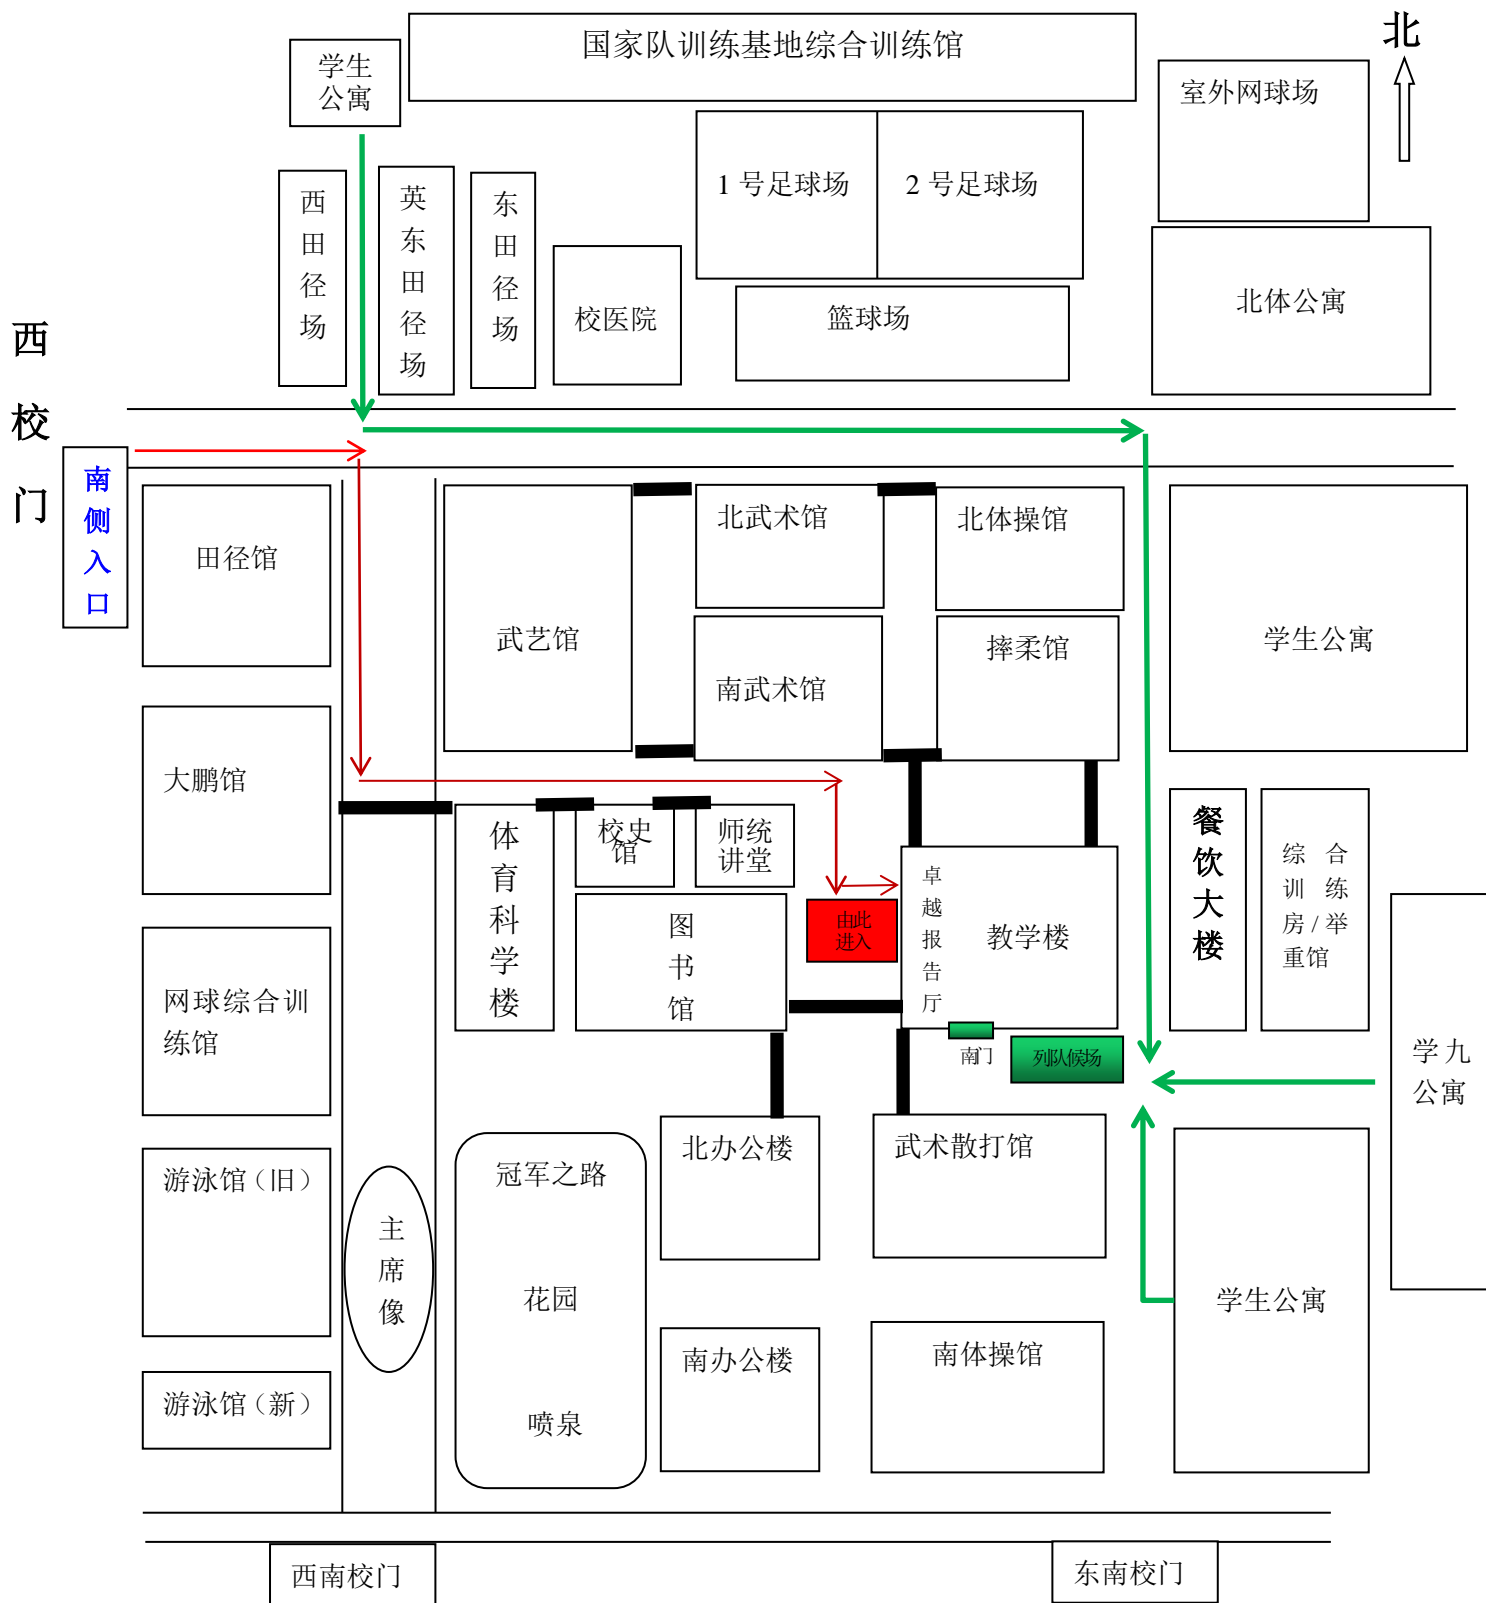 国家队训练基地综合训练馆
北
学生
公寓
室外网球场
1 号足球场
2 号足球场
西田径场
英东田径场
东田径场
校医院
篮球场
北体公寓
西校门
南侧入口
田径馆
武艺馆
北武术馆
北体操馆
南武术馆
摔柔馆
学生公寓
大鹏馆
体育科学楼
校史
馆
师统
讲堂
图书馆
由此
进入
卓越报告厅
教学楼
餐饮大楼
综 合
训 练
房 / 举
重馆
网球综合训
练馆
南门
列队候场
学九
公寓
游泳馆（旧）
主席像
冠军之路
花园
喷泉
北办公楼
武术散打馆
学生公寓
南办公楼
南体操馆
游泳馆（新）
西南校门
东南校门